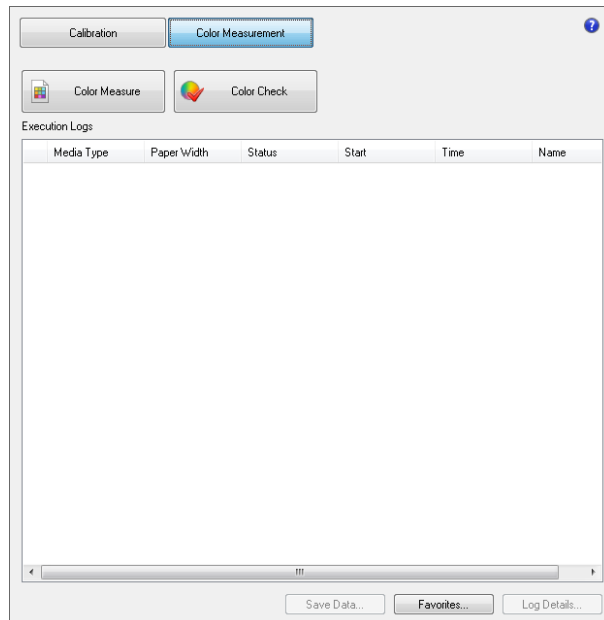 Calibration Color Measurement ?
Color Measure Color Check
Execution Logs
Media Type Paper Width Status Start Time Name
Save Data... Favorites... Log Details...